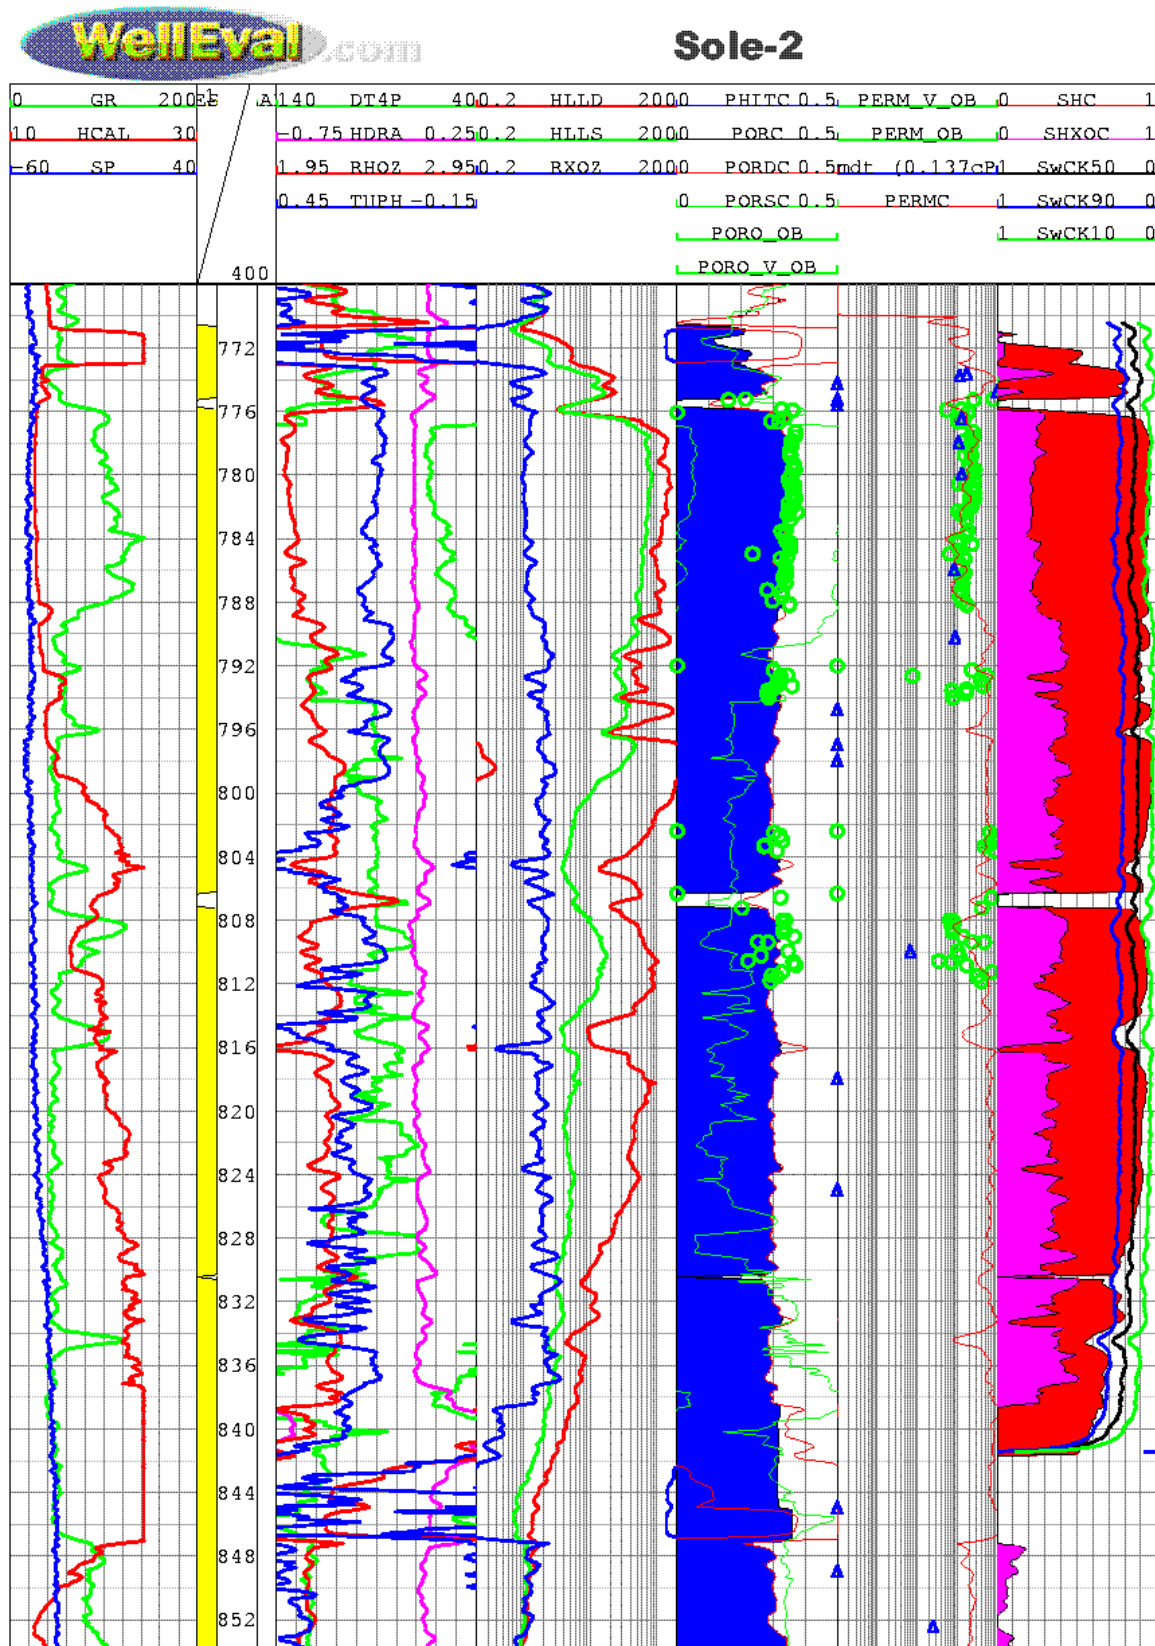 WellEval.com
Sole-2
0 GR 200 A 140 DT4P 40 0.2 HLLD 200 0 PHITC 0.5 PERM_V_OB 0 SHC 1
10 HCAL 30 -0.75 HDRA 0.25 0.2 HLLS 200 0 PORC 0.5 PERM_OB 0 SHXOC 1
-60 SP 40 1.95 RHOZ 2.95 0.2 RXOZ 200 0 PORDC 0.5 mdt (0.137cP 1 SwCK50 0
0.45 TNPH -0.15 0 PORSC 0.5 PERMC 1 SwCK90 0
PORO_OB 1 SwCK10 0
400 PORO_V_OB
772
776
780
784
788
792
796
800
804
808
812
816
820
824
828
832
836
840
844
848
852